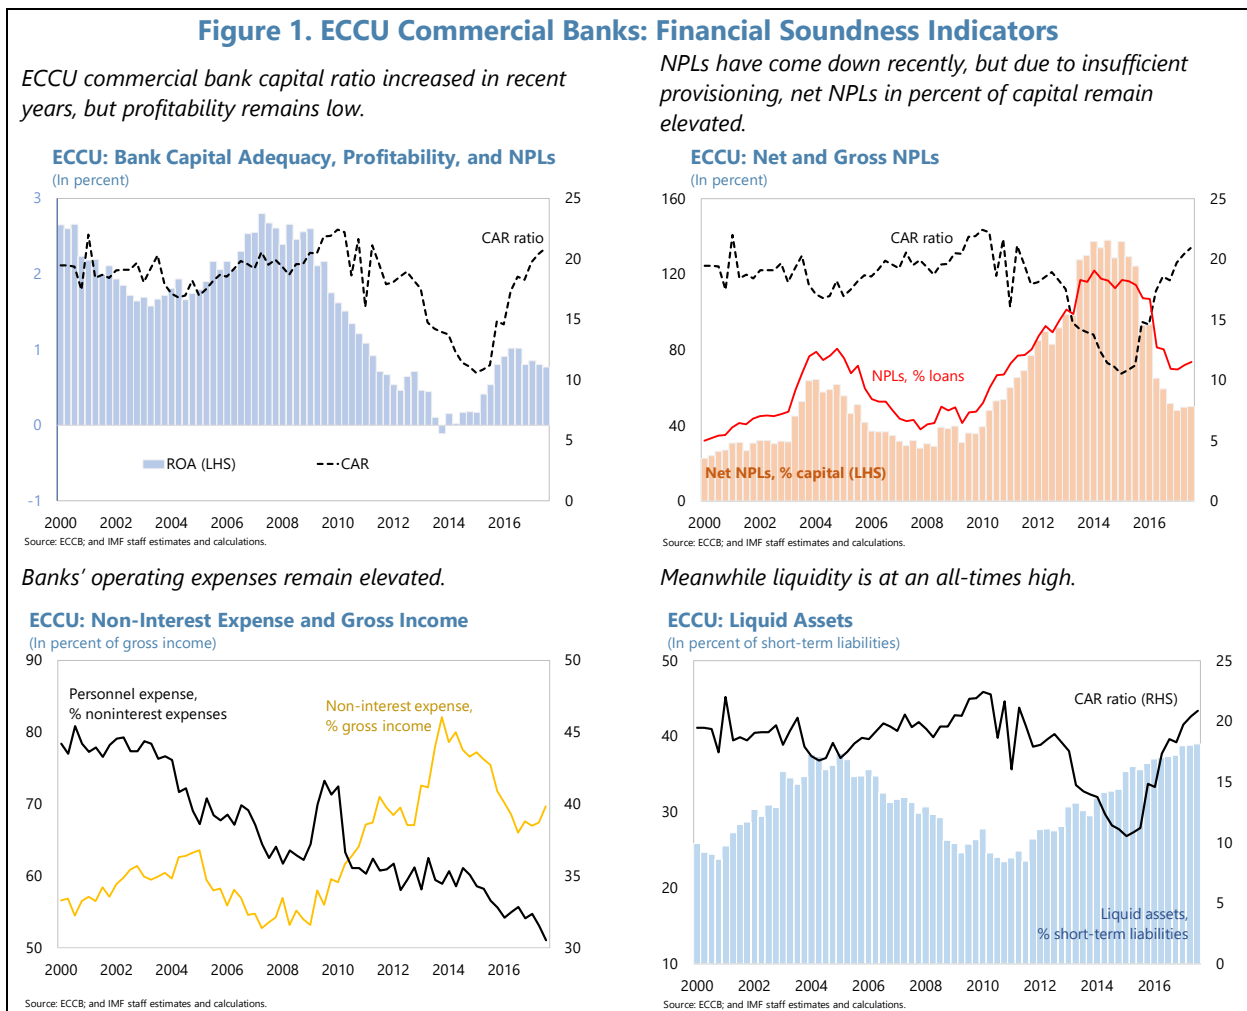 Figure 1. ECCU Commercial Banks: Financial Soundness Indicators
ECCU commercial bank capital ratio increased in recent
years, but profitability remains low.
ECCU: Bank Capital Adequacy, Profitability, and NPLs
(In percent)
3
2
1
0
-1
25
20
15
10
5
0
CAR ratio
ROA (LHS)
CAR
2000 2002 2004 2006 2008 2010 2012 2014 2016
Source: ECCB; and IMF staff estimates and calculations.
NPLs have come down recently, but due to insufficient
provisioning, net NPLs in percent of capital remain
elevated.
ECCU: Net and Gross NPLs
(In percent)
160
120
80
40
0
25
20
15
10
5
0
CAR ratio
NPLs, % loans
Net NPLs, % capital (LHS)
2000 2002 2004 2006 2008 2010 2012 2014 2016
Source: ECCB; and IMF staff estimates and calculations.
Banks' operating expenses remain elevated.
ECCU: Non-Interest Expense and Gross Income
(In percent of gross income)
90
80
70
60
50
50
45
40
35
30
Personnel expense,
% noninterest expenses
Non-interest expense,
% gross income
2000 2002 2004 2006 2008 2010 2012 2014 2016
Source: ECCB; and IMF staff estimates and calculations.
Meanwhile liquidity is at an all-times high.
ECCU: Liquid Assets
(In percent of short-term liabilities)
50
40
30
20
10
25
20
15
10
5
0
CAR ratio (RHS)
Liquid assets,
% short-term liabilities
2000 2002 2004 2006 2008 2010 2012 2014 2016
Source: ECCB; and IMF staff estimates and calculations.